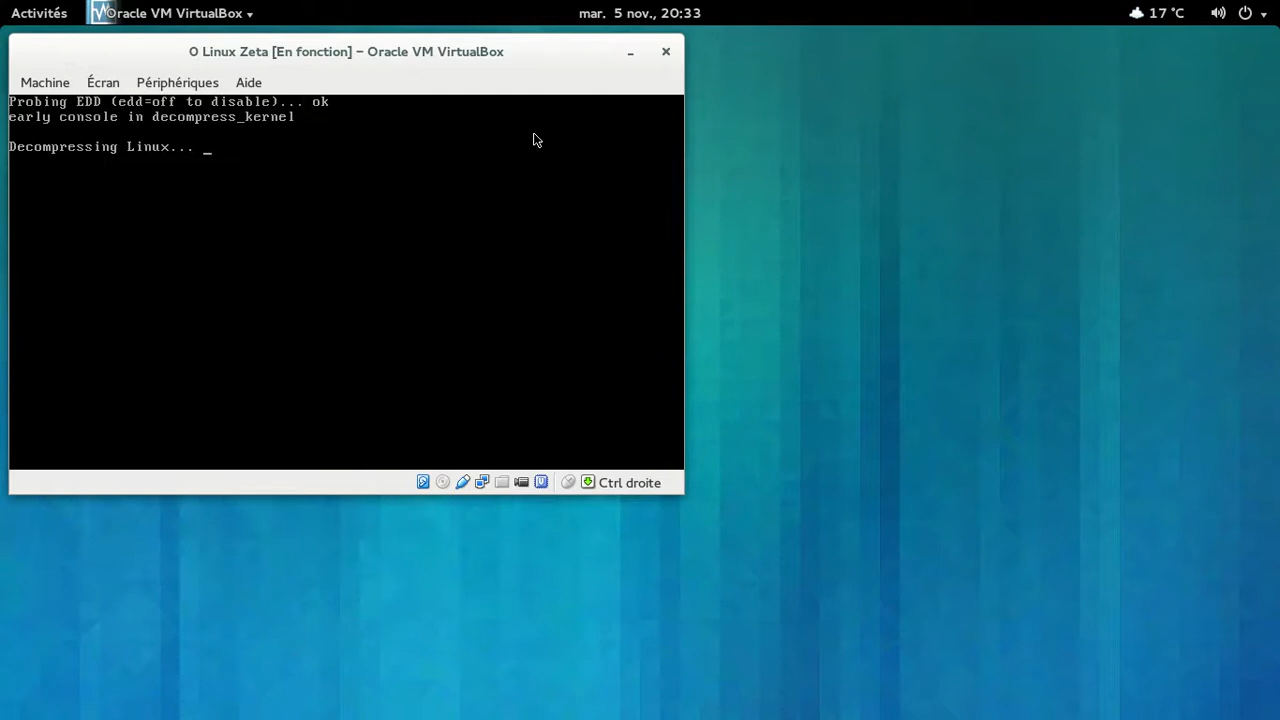 Activités
Oracle VM VirtualBox
mar. 5 nov., 20:33
17 °C
0 Linux Zeta [En fonction] - Oracle VM VirtualBox
Machine Écran Périphériques Aide
Probing EDD (edd=off to disable)... ok
early console in decompress_kernel
Decompressing Linux... _
Ctrl droite